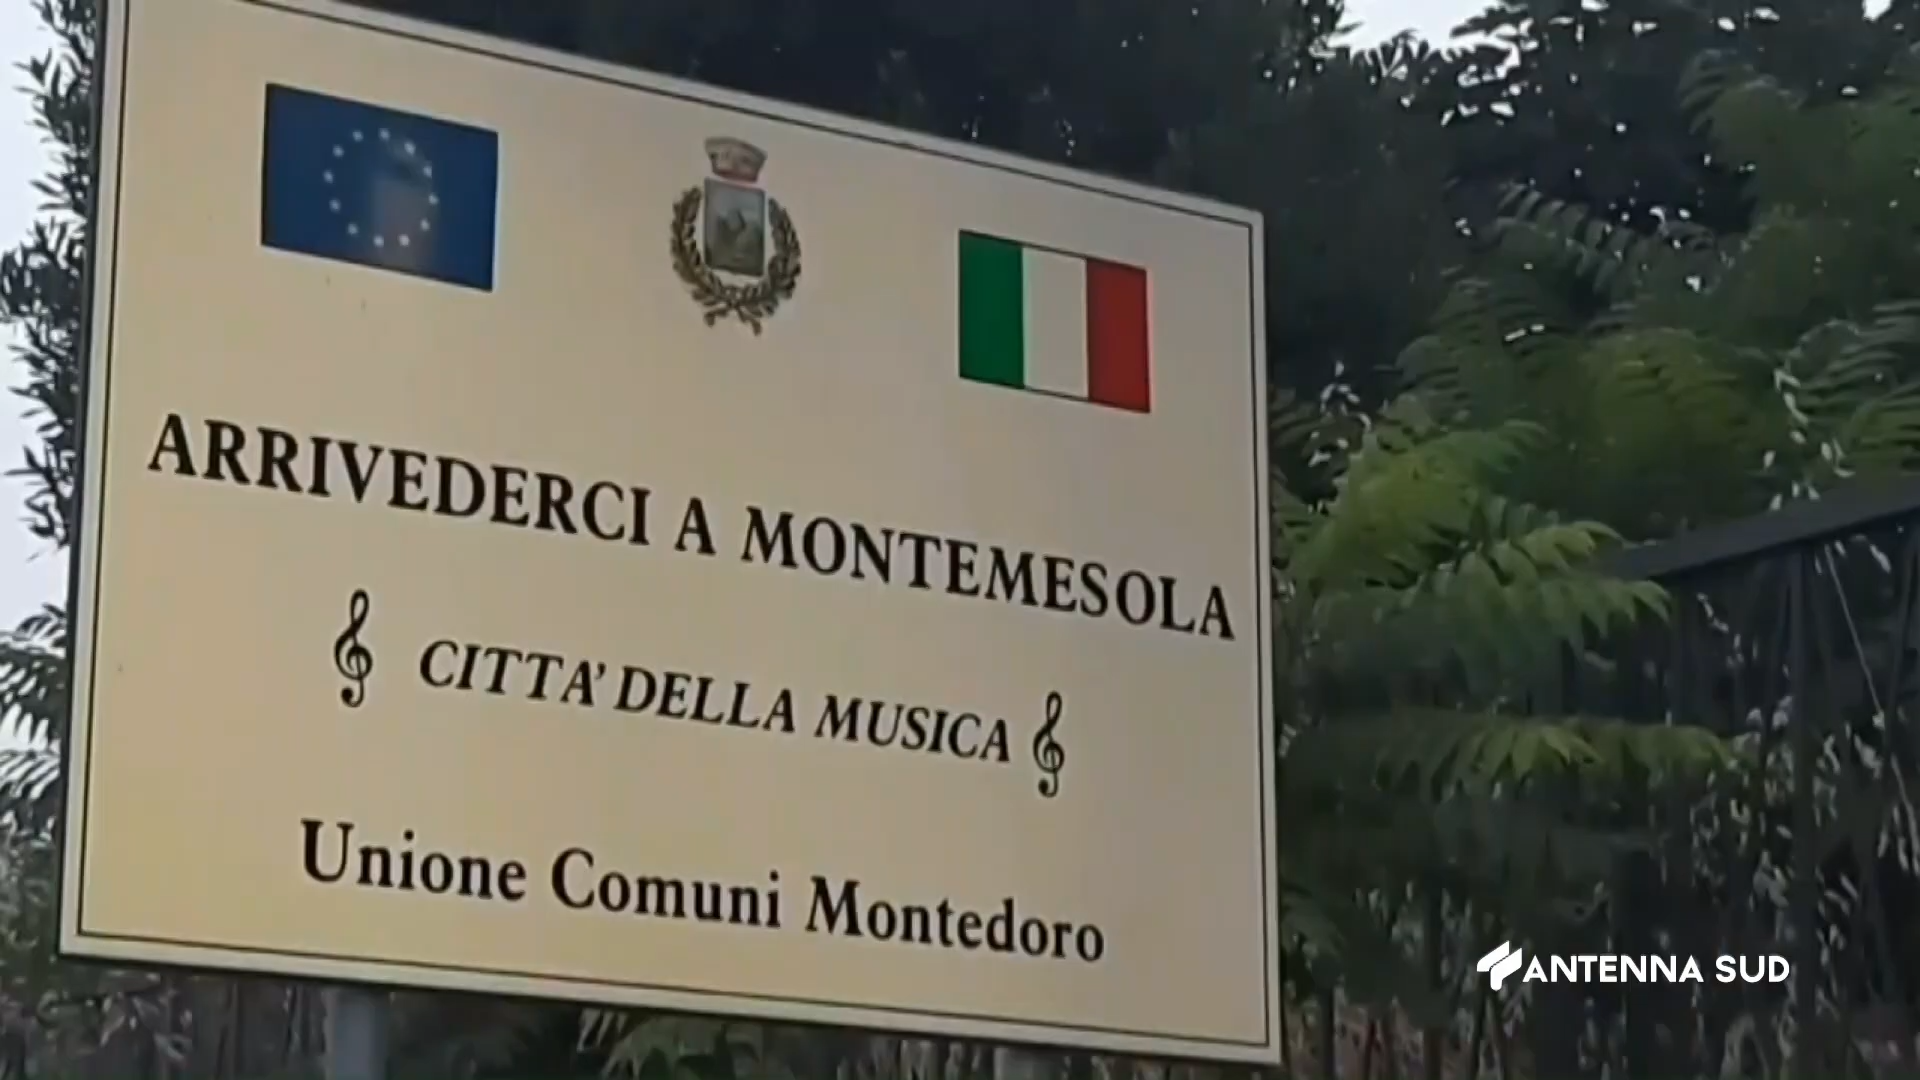 ARRIVEDERCI A MONTEMESOLA
CITTA' DELLA MUSICA
Unione Comuni Montedoro
ANTENNA SUD